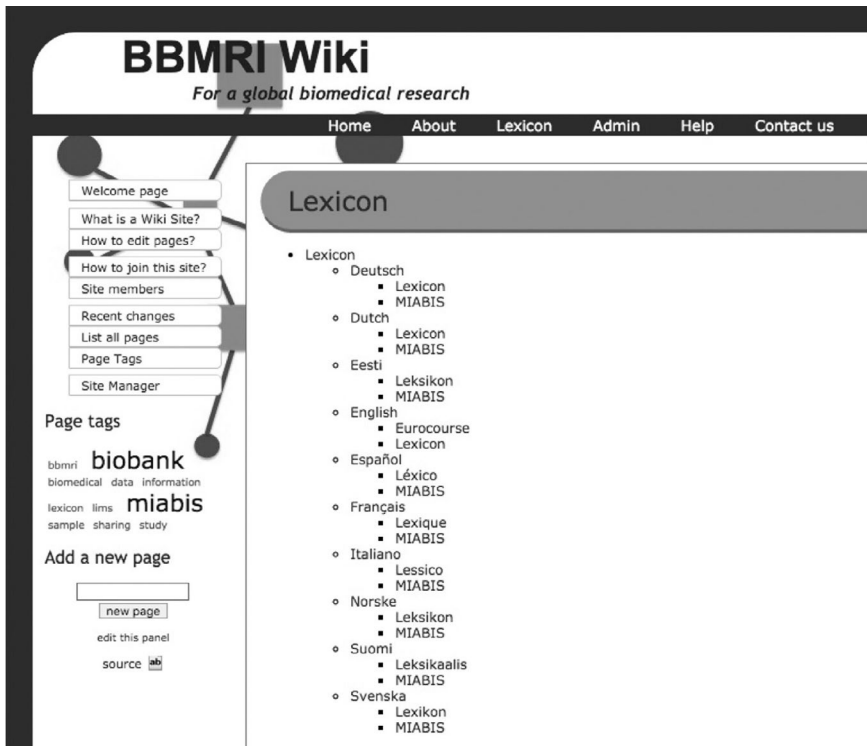 BBMRI Wiki
For a global biomedical research
Home About Lexicon Admin Help Contact us
Welcome page
What is a Wiki Site?
How to edit pages?
How to join this site?
Site members
Recent changes
List all pages
Page Tags
Site Manager
Page tags
bbmri biobank
biomedical data information
lexicon lims miabis
sample sharing study
Add a new page
new page
edit this panel
source ab
Lexicon
Lexicon
Deutsch
Lexicon
MIABIS
Dutch
Lexicon
MIABIS
Eesti
Leksikon
MIABIS
English
Eurocourse
Lexicon
Español
Léxico
MIABIS
Français
Lexique
MIABIS
Italiano
Lessico
MIABIS
Norske
Leksikon
MIABIS
Suomi
Leksikaalis
MIABIS
Svenska
Lexikon
MIABIS